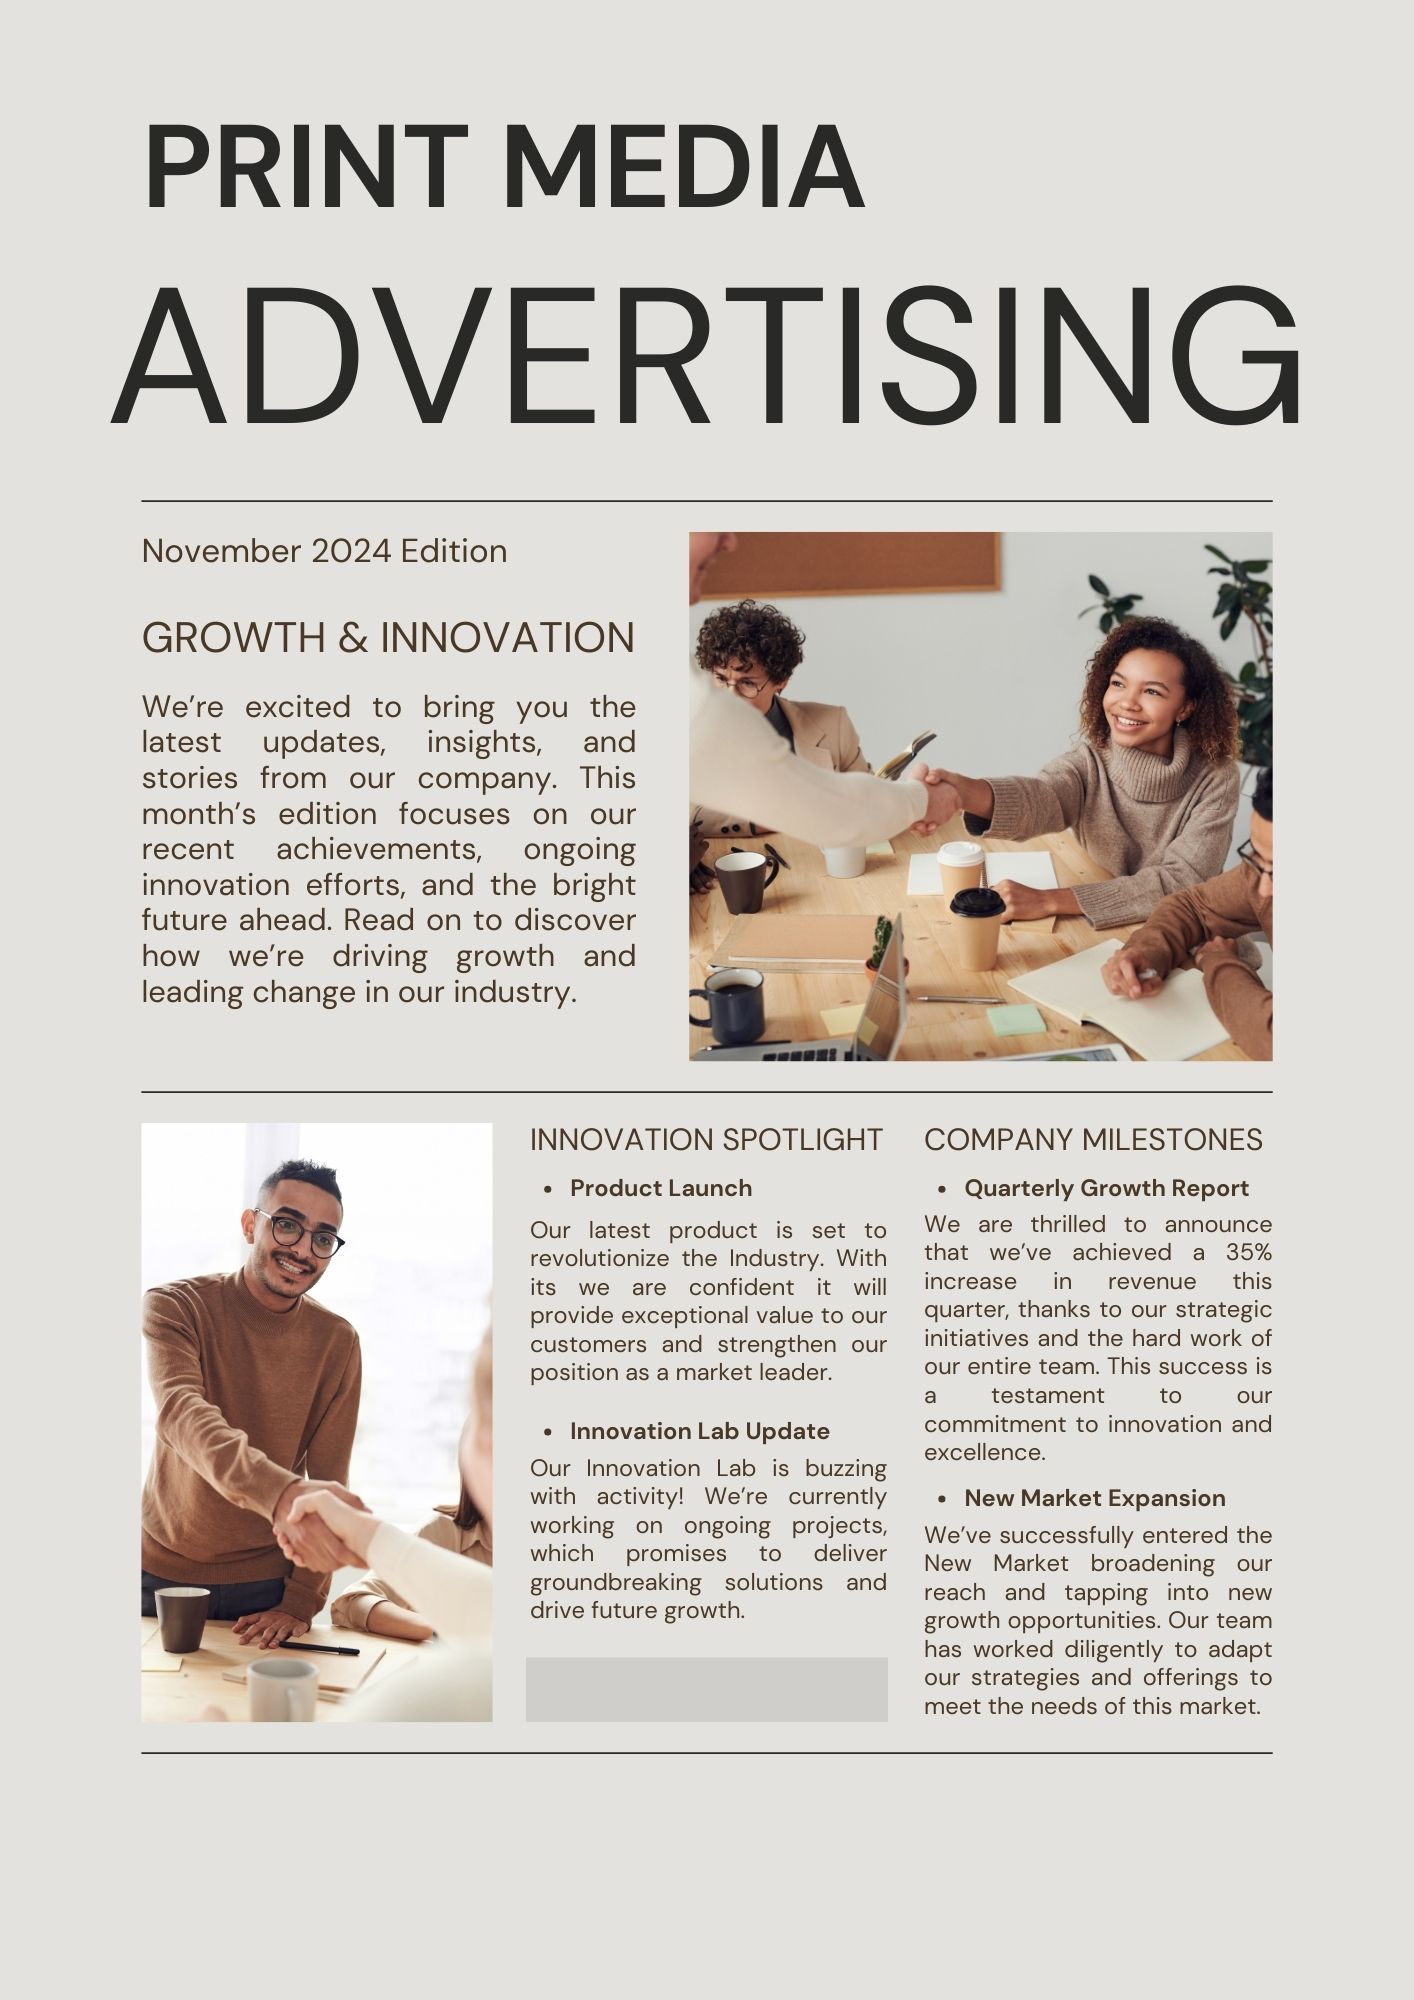 PRINT MEDIA
ADVERTISING
November 2024 Edition
GROWTH & INNOVATION
We’re excited to bring you the
latest updates, insights, and
stories from our company. This
month’s edition focuses on our
recent achievements, ongoing
innovation efforts, and the bright
future ahead. Read on to discover
how we’re driving growth and
leading change in our industry.
INNOVATION SPOTLIGHT
• Product Launch
Our latest product is set to
revolutionize the Industry. With
its we are confident it will
provide exceptional value to our
customers and strengthen our
position as a market leader.
• Innovation Lab Update
Our Innovation Lab is buzzing
with activity! We’re currently
working on ongoing projects,
which promises to deliver
groundbreaking solutions and
drive future growth.
COMPANY MILESTONES
• Quarterly Growth Report
We are thrilled to announce
that we’ve achieved a 35%
increase in revenue this
quarter, thanks to our strategic
initiatives and the hard work of
our entire team. This success is
a testament to our
commitment to innovation and
excellence.
• New Market Expansion
We’ve successfully entered the
New Market broadening our
reach and tapping into new
growth opportunities. Our team
has worked diligently to adapt
our strategies and offerings to
meet the needs of this market.